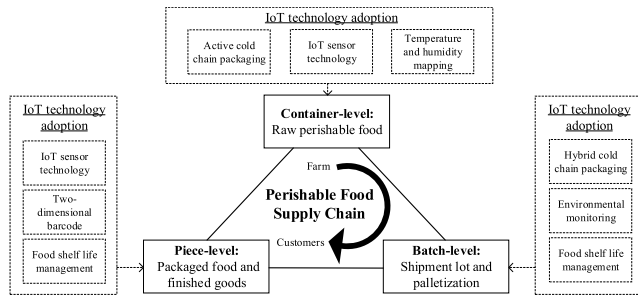 IoT technology adoption
Active cold
chain packaging
IoT sensor
technology
Temperature
and humidity
mapping
Container-level:
Raw perishable food
IoT technology
adoption
IoT sensor
technology
Two-
dimensional
barcode
Food shelf life
management
Farm
Perishable Food
Supply Chain
Customers
Piece-level:
Packaged food and
finished goods
Batch-level:
Shipment lot and
palletization
IoT technology
adoption
Hybrid cold
chain packaging
Environmental
monitoring
Food shelf life
management